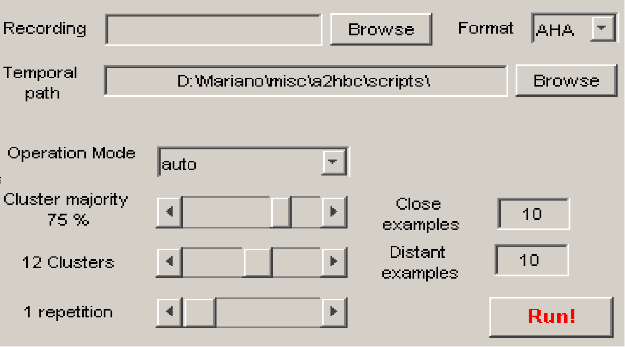 Recording Browse Format AHA
Temporal
path D:\Mariano\misc\a2hbc\scripts\ Browse
Operation Mode auto
Cluster majority
75 %
Close
examples 10
12 Clusters
Distant
examples 10
1 repetition Run!